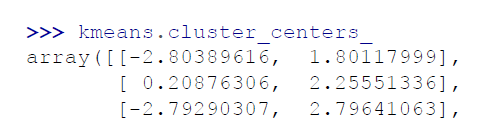 >>> kmeans.cluster_centers_
array([[-2.80389616,  1.80117999],
       [ 0.20876306,  2.25551336],
       [-2.79290307,  2.79641063],